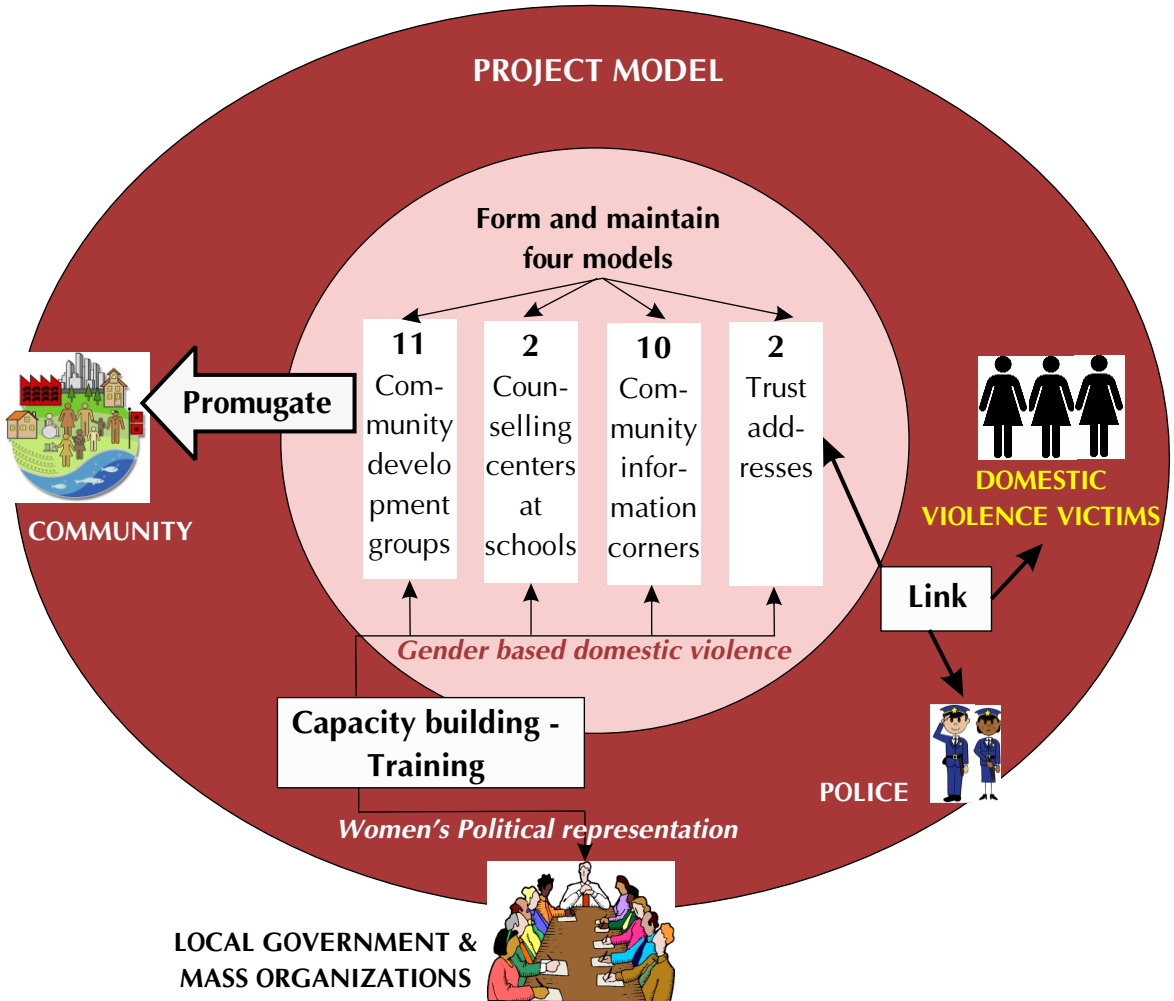 PROJECT MODEL
Form and maintain
four models
11
Com-
munity
develo
pment
groups
2
Coun-
selling
centers
at
schools
10
Com-
munity
infor-
mation
corners
2
Trust
add-
resses
Promugate
COMMUNITY
DOMESTIC
VIOLENCE VICTIMS
Link
Gender based domestic violence
Capacity building -
Training
POLICE
Women's Political representation
LOCAL GOVERNMENT &
MASS ORGANIZATIONS